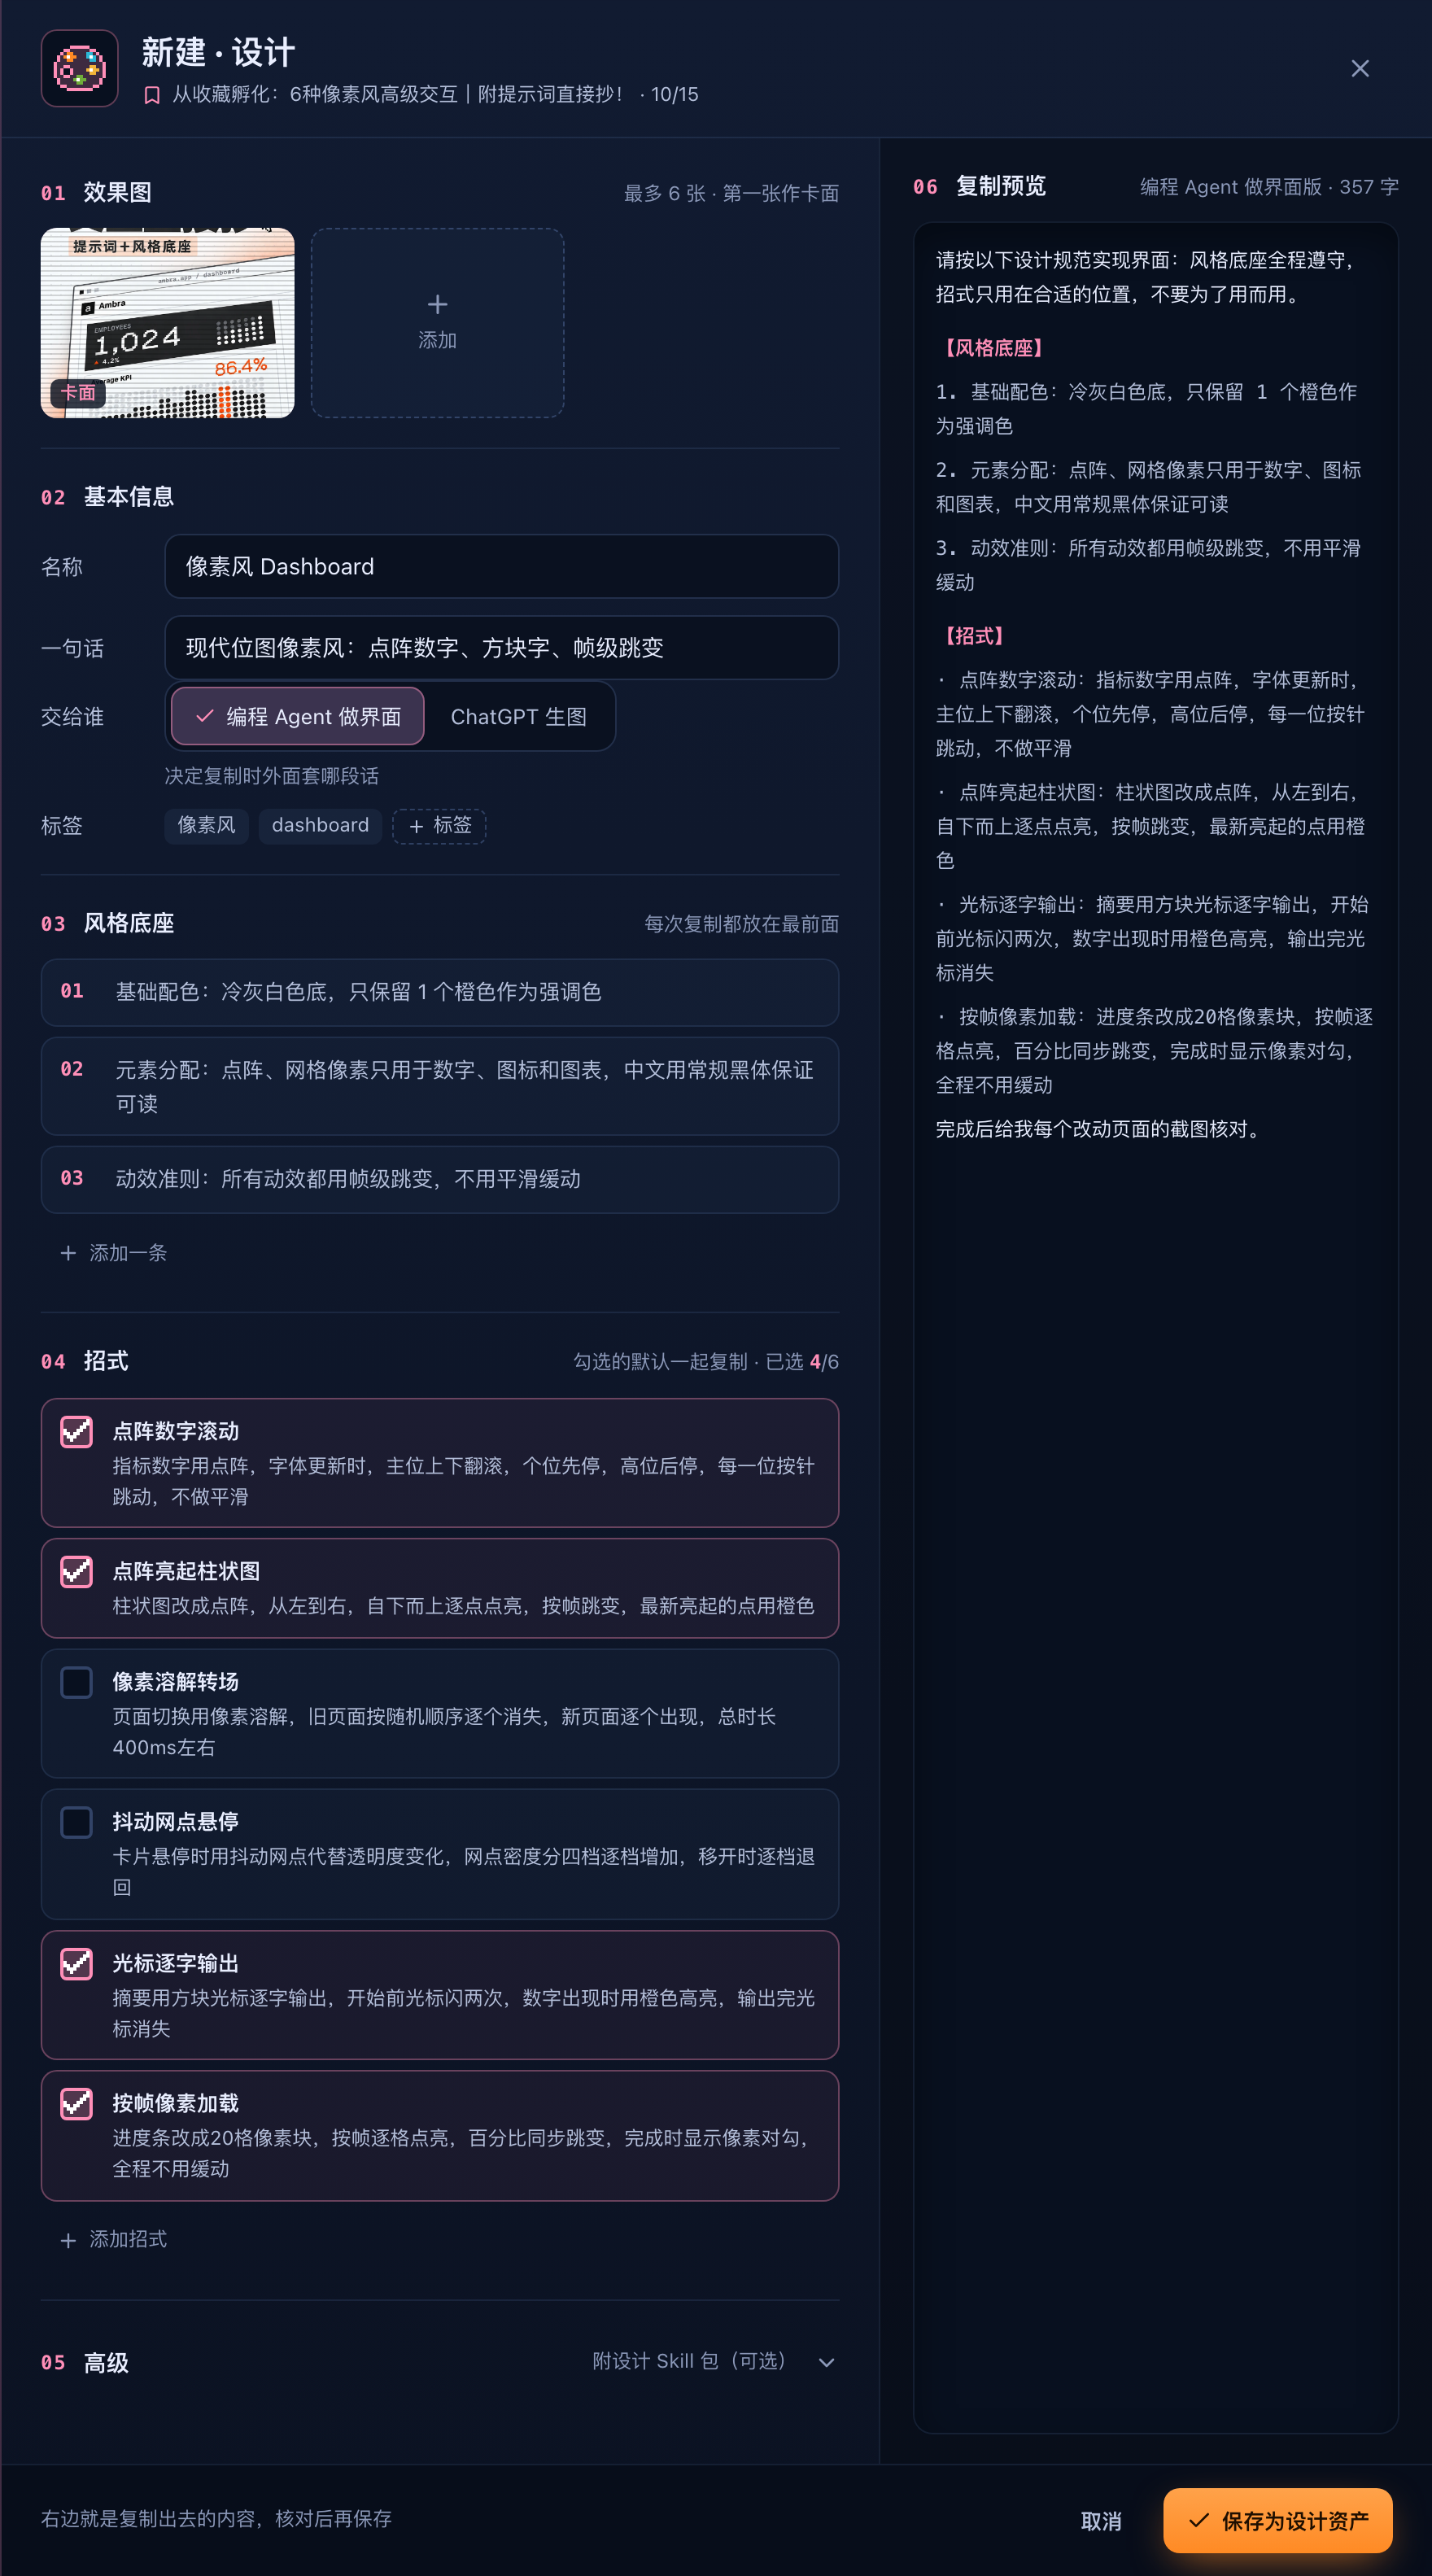 新建 · 设计
从收藏孵化：6种像素风高级交互 | 附提示词直接抄！ · 10/15
01 效果图
最多 6 张 · 第一张作卡面
提示词＋风格底座
ambra.app / dashboard
a Ambra
EMPLOYEES
1,024
4.2%
86.4%
卡面
添加
02 基本信息
名称
像素风 Dashboard
一句话
现代位图像素风：点阵数字、方块字、帧级跳变
交给谁
编程 Agent 做界面
ChatGPT 生图
决定复制时外面套哪段话
标签
像素风
dashboard
+ 标签
03 风格底座
每次复制都放在最前面
01 基础配色：冷灰白色底，只保留 1 个橙色作为强调色
02 元素分配：点阵、网格像素只用于数字、图标和图表，中文用常规黑体保证
可读
03 动效准则：所有动效都用帧级跳变，不用平滑缓动
+ 添加一条
04 招式
勾选的默认一起复制 · 已选 4/6
点阵数字滚动
指标数字用点阵，字体更新时，主位上下翻滚，个位先停，高位后停，每一位按针
跳动，不做平滑
点阵亮起柱状图
柱状图改成点阵，从左到右，自下而上逐点点亮，按帧跳变，最新亮起的点用橙色
像素溶解转场
页面切换用像素溶解，旧页面按随机顺序逐个消失，新页面逐个出现，总时长
400ms左右
抖动网点悬停
卡片悬停时用抖动网点代替透明度变化，网点密度分四档逐档增加，移开时逐档退
回
光标逐字输出
摘要用方块光标逐字输出，开始前光标闪两次，数字出现时用橙色高亮，输出完光
标消失
按帧像素加载
进度条改成20格像素块，按帧逐格点亮，百分比同步跳变，完成时显示像素对勾，
全程不用缓动
+ 添加招式
05 高级
附设计 Skill 包（可选）
06 复制预览
编程 Agent 做界面版 · 357 字
请按以下设计规范实现界面：风格底座全程遵守，
招式只用在合适的位置，不要为了用而用。
【风格底座】
1. 基础配色：冷灰白色底，只保留 1 个橙色作
为强调色
2. 元素分配：点阵、网格像素只用于数字、图标
和图表，中文用常规黑体保证可读
3. 动效准则：所有动效都用帧级跳变，不用平滑
缓动
【招式】
· 点阵数字滚动：指标数字用点阵，字体更新时，
主位上下翻滚，个位先停，高位后停，每一位按针
跳动，不做平滑
· 点阵亮起柱状图：柱状图改成点阵，从左到右，
自下而上逐点点亮，按帧跳变，最新亮起的点用橙
色
· 光标逐字输出：摘要用方块光标逐字输出，开始
前光标闪两次，数字出现时用橙色高亮，输出完光
标消失
· 按帧像素加载：进度条改成20格像素块，按帧逐
格点亮，百分比同步跳变，完成时显示像素对勾，
全程不用缓动
完成后给我每个改动页面的截图核对。
右边就是复制出去的内容，核对后再保存
取消
保存为设计资产